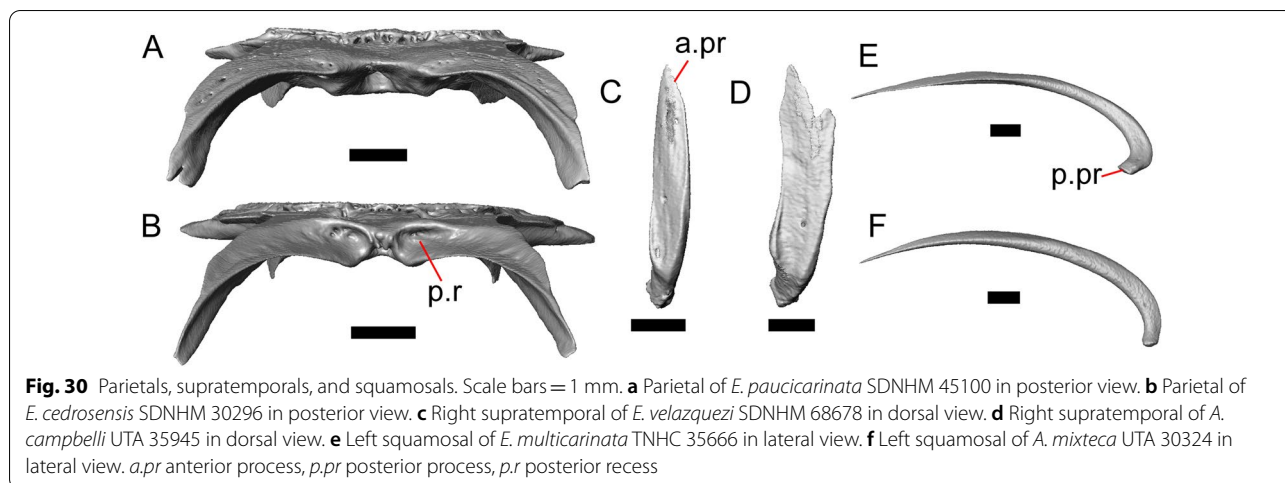 A
a.pr
C
D
E
p.pr
B
p.r
F
Fig. 30 Parietals, supratemporals, and squamosals. Scale bars = 1 mm. a Parietal of E. paucicarinata SDNHM 45100 in posterior view. b Parietal of
E. cedrosensis SDNHM 30296 in posterior view. c Right supratemporal of E. velazquezi SDNHM 68678 in dorsal view. d Right supratemporal of A.
campbelli UTA 35945 in dorsal view. e Left squamosal of E. multicarinata TNHC 35666 in lateral view. f Left squamosal of A. mixteca UTA 30324 in
lateral view. a.pr anterior process, p.pr posterior process, p.r posterior recess